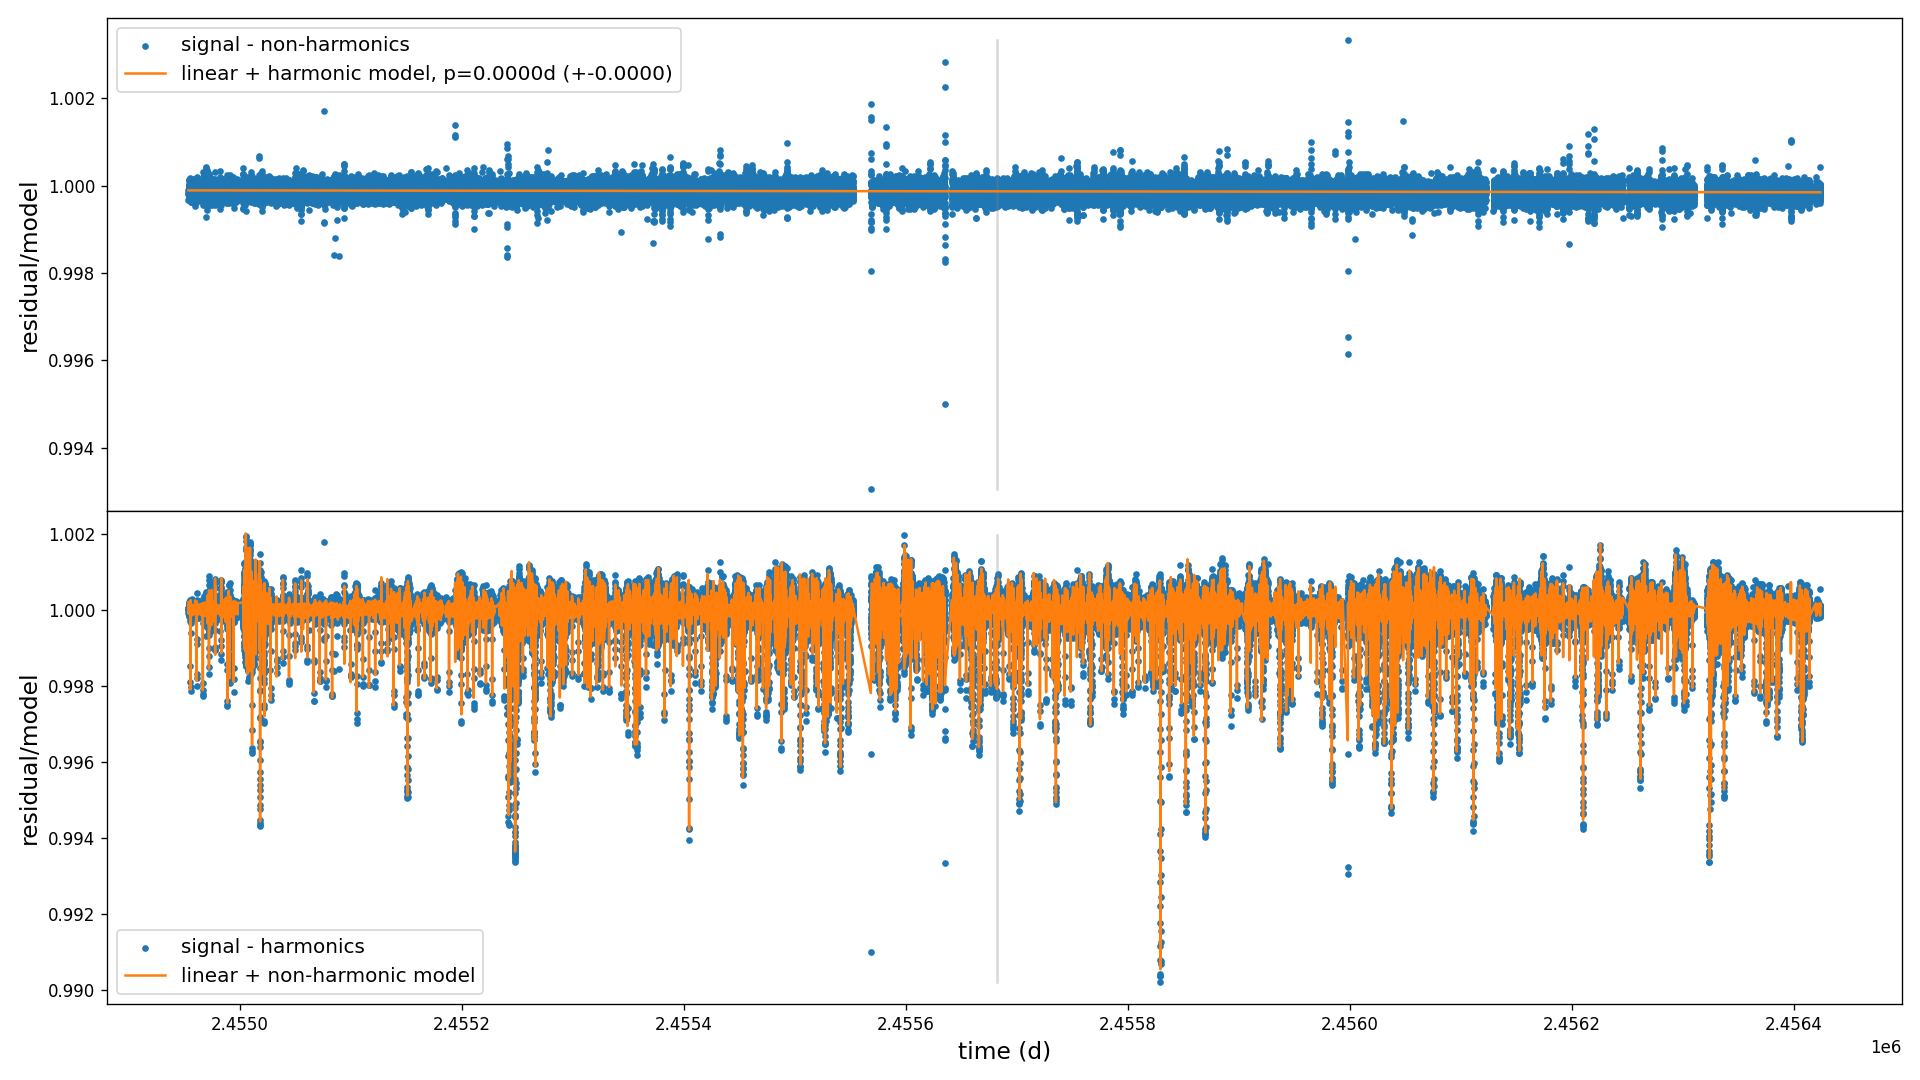 signal - non-harmonics
linear + harmonic model, p=0.0000d (+-0.0000)
1.002
1.000
0.998
0.996
0.994
residual/model
1.002
1.000
0.998
0.996
0.994
0.992
0.990
residual/model
signal - harmonics
linear + non-harmonic model
2.4550
2.4552
2.4554
2.4556
2.4558
2.4560
2.4562
2.4564
1e6
time (d)